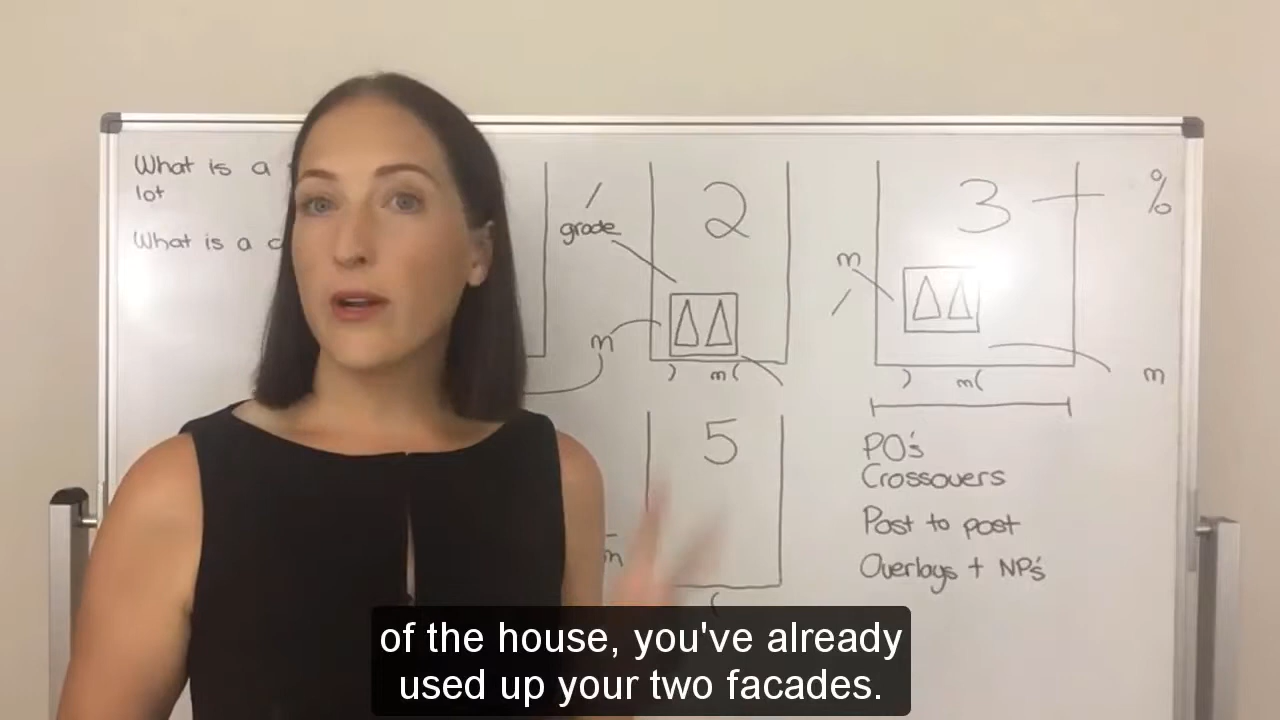 What is a
lot
What is a
grade
m
m
2
m
3
%
m
m
m
5
m
PO's
Crossovers
Post to post
Overlays + NP's
of the house, you've already
used up your two facades.